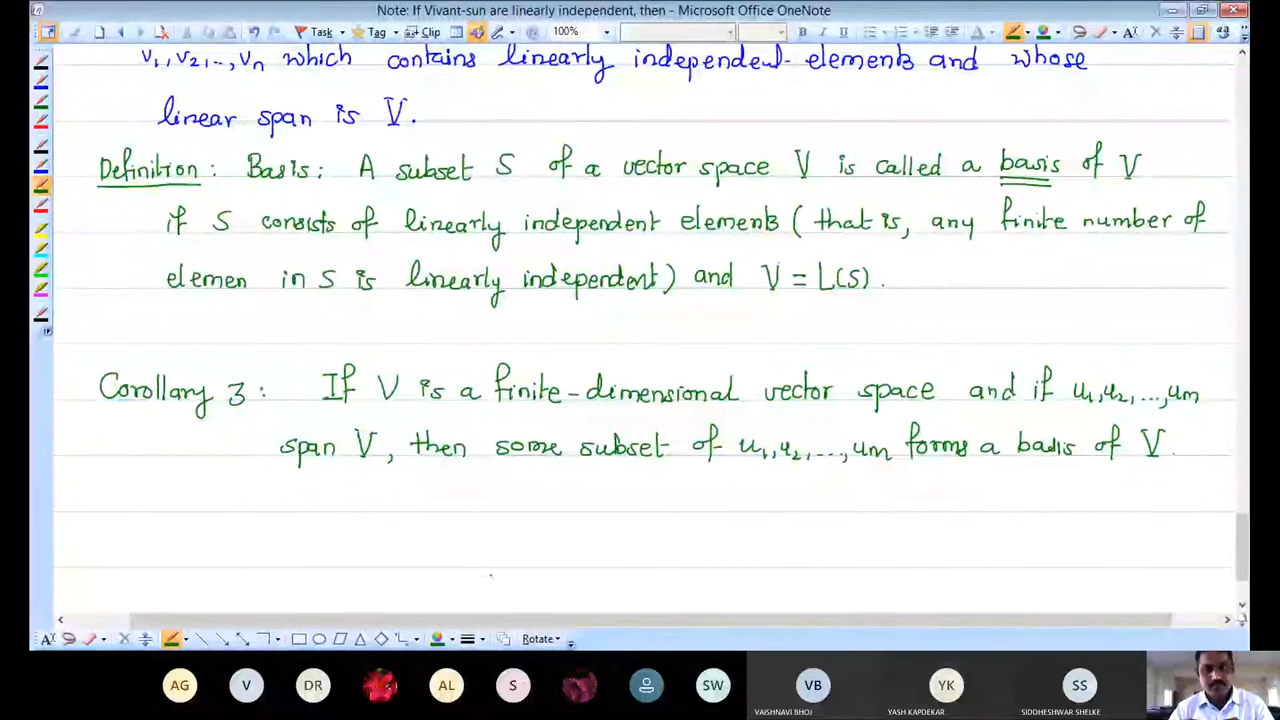 Note: If Vivant-sun are linearly independent, then - Microsoft Office OneNote
Task Tag Clip 100%
v1, v2, .., vn which contains linearly independent elements and whose
linear span is V.
Definition: Basis: A subset S of a vector space V is called a basis of V
if S consists of linearly independent elements (that is, any finite number of
elemen in S is linearly independent) and V = L(S).
Corollary 3: If V is a finite-dimensional vector space and if u1, u2, ..., um
span V, then some subset of u1, u2, ..., um forms a basis of V.
Rotate
AG V DR AL S SW VB YK SS
VAISHNAVI BHOJ YASH KAPDEKAR SIDDHESHWAR SHELKE